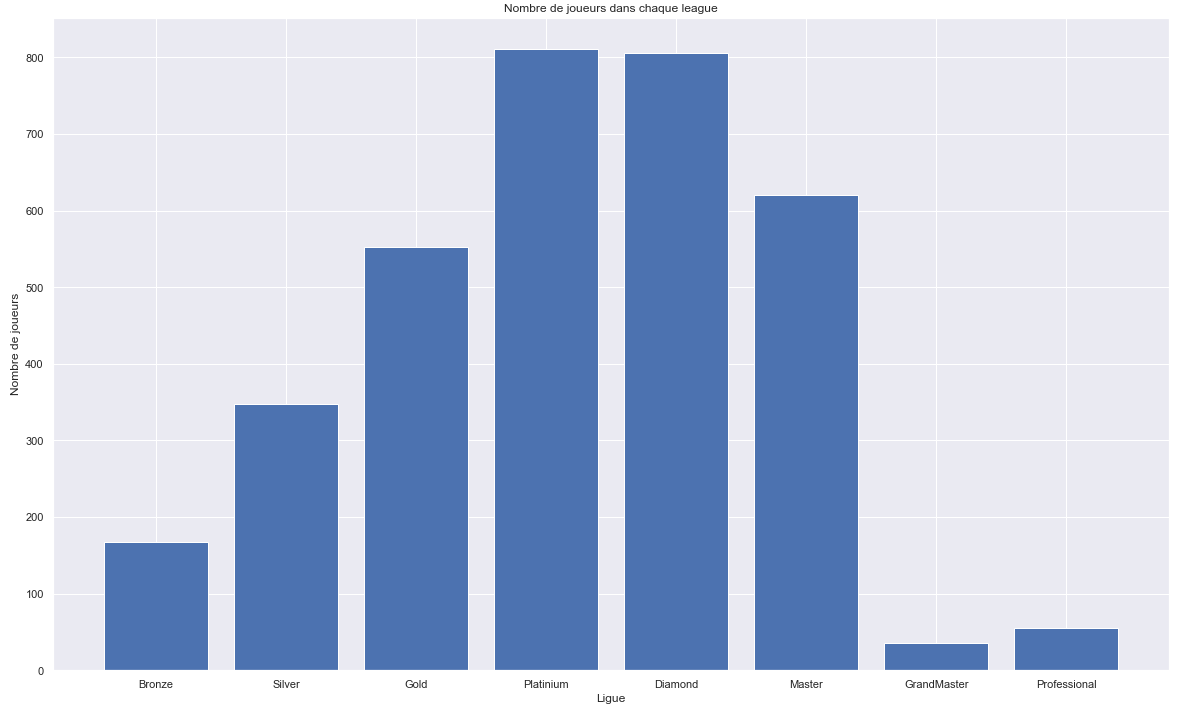 Nombre de joueurs dans chaque league
Nombre de joueurs
800
700
600
500
400
300
200
100
0
Bronze Silver Gold Platinium Diamond Master GrandMaster Professional
Ligue